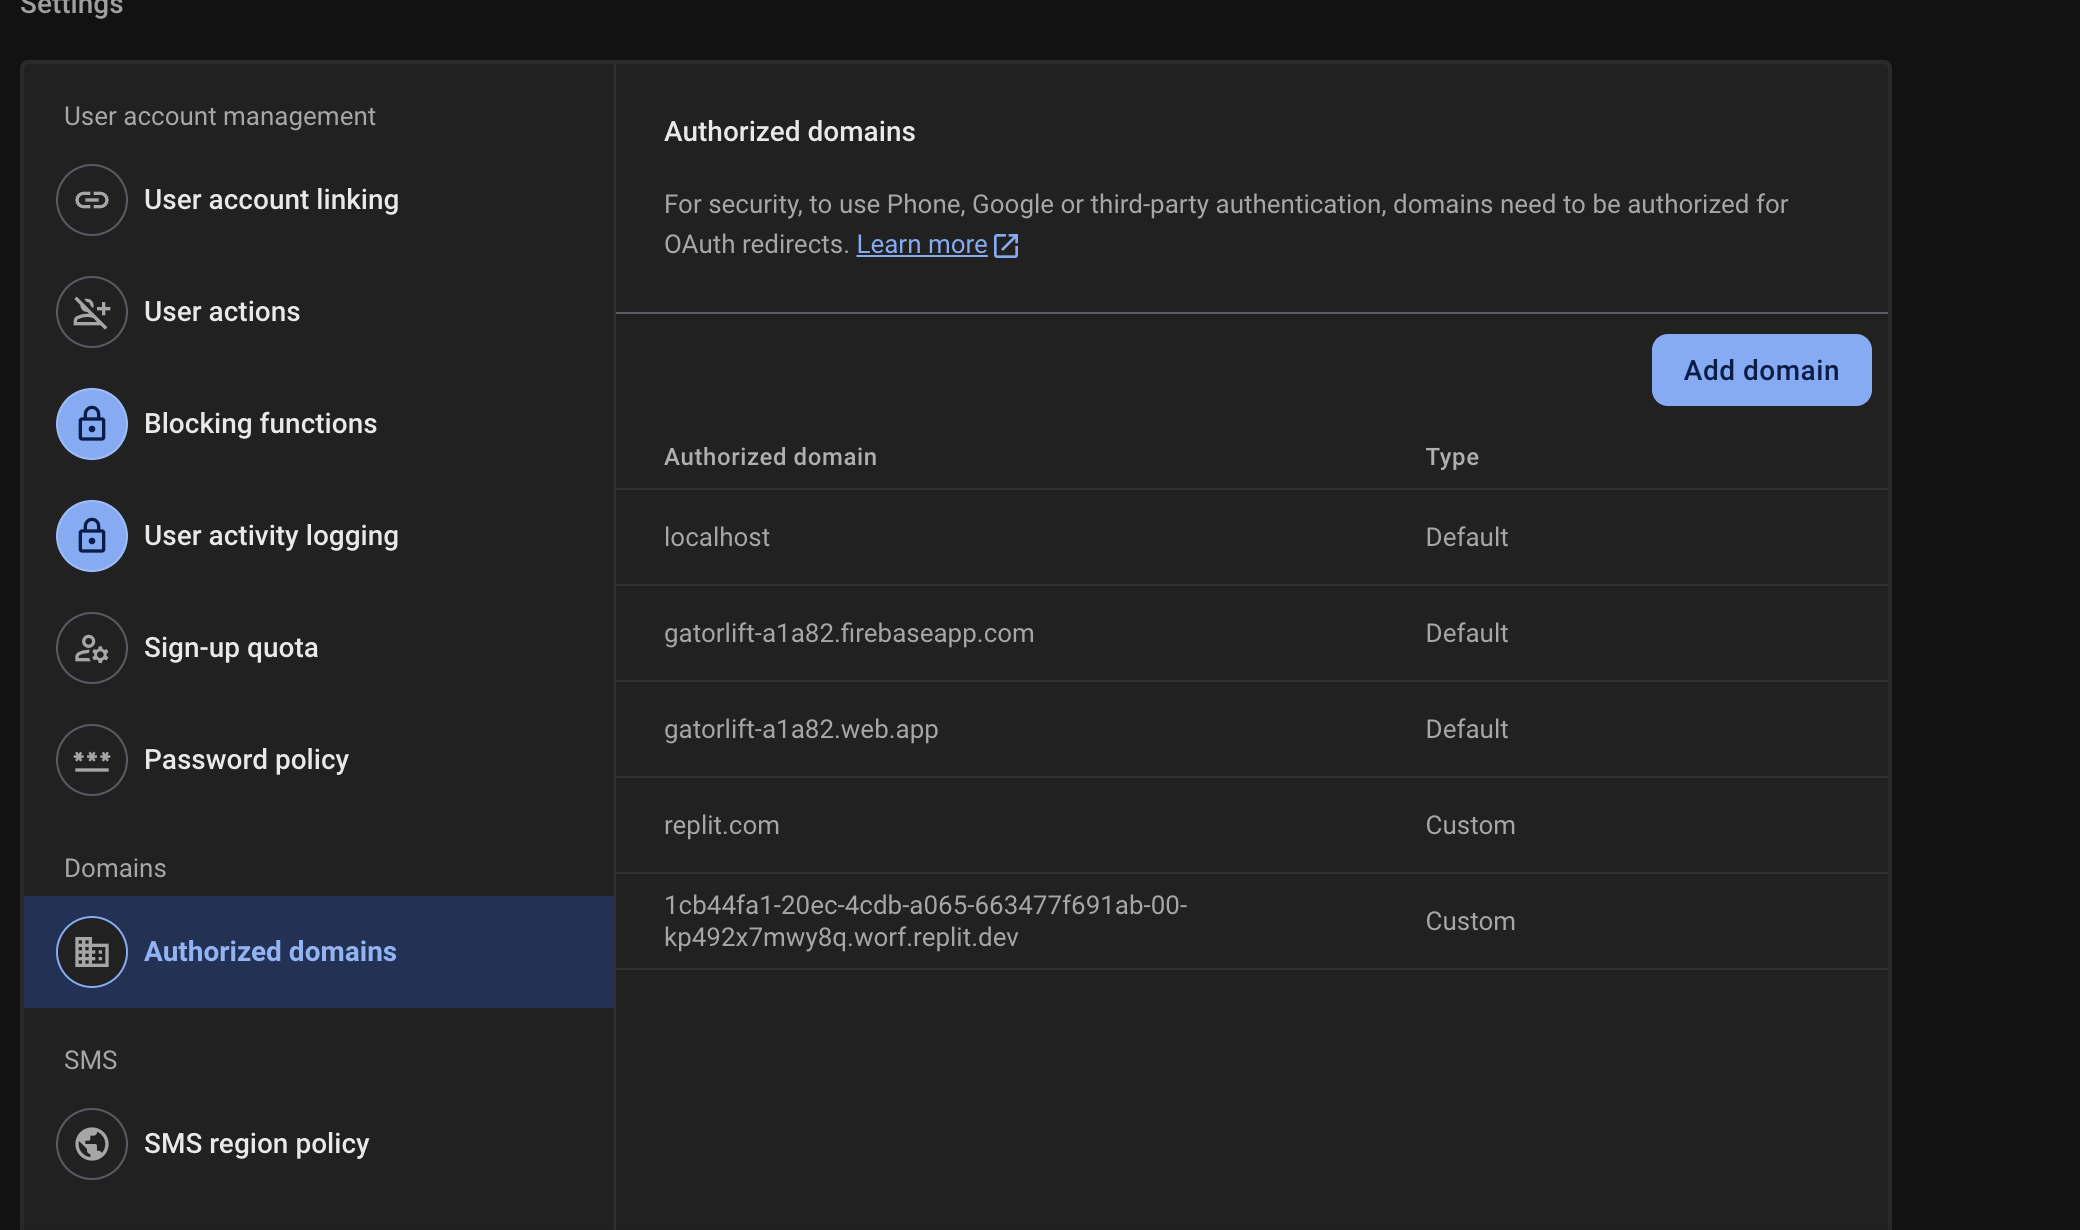 Settings
User account management
User account linking
User actions
Blocking functions
User activity logging
Sign-up quota
Password policy
Domains
Authorized domains
SMS
SMS region policy
Authorized domains
For security, to use Phone, Google or third-party authentication, domains need to be authorized for
OAuth redirects. Learn more
Add domain
Authorized domain Type
localhost Default
gatorlift-a1a82.firebaseapp.com Default
gatorlift-a1a82.web.app Default
replit.com Custom
1cb44fa1-20ec-4cdb-a065-663477f691ab-00-
kp492x7mwy8q.worf.replit.dev Custom